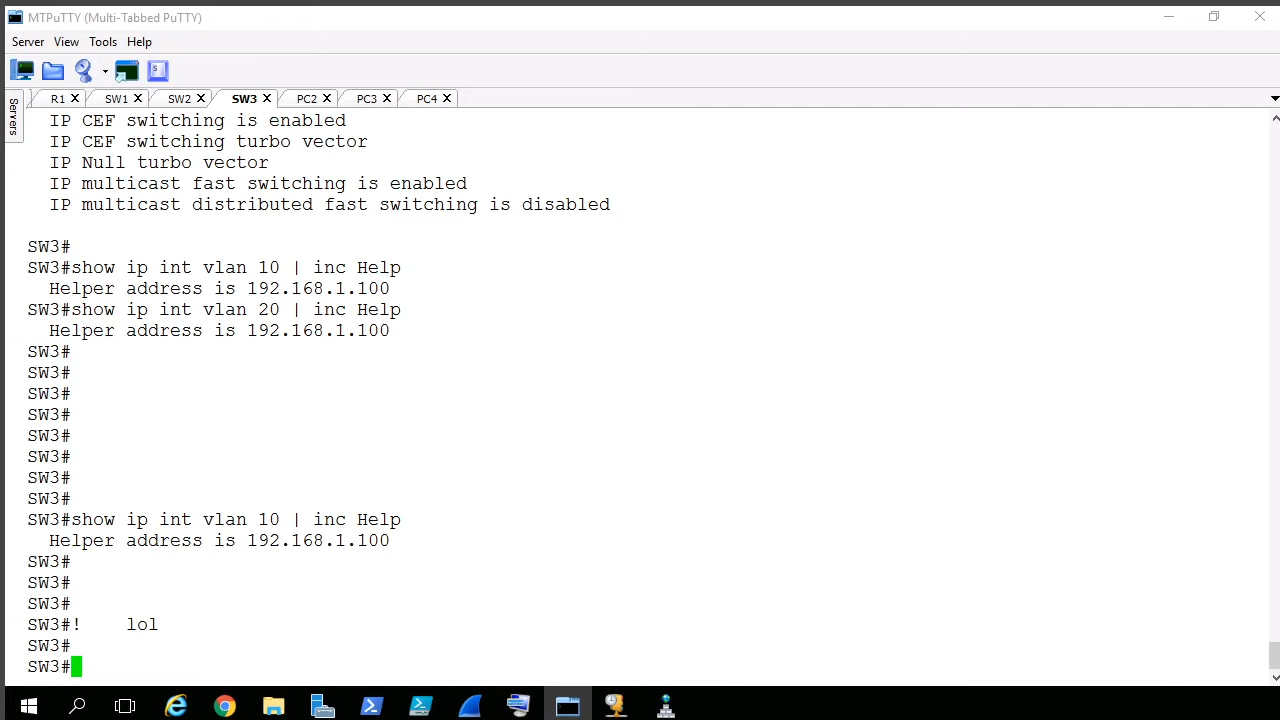 MTPuTTY (Multi-Tabbed PuTTY)
Server View Tools Help
R1 SW1 SW2 SW3 PC2 PC3 PC4
Servers
IP CEF switching is enabled
IP CEF switching turbo vector
IP Null turbo vector
IP multicast fast switching is enabled
IP multicast distributed fast switching is disabled
SW3#
SW3#show ip int vlan 10 | inc Help
Helper address is 192.168.1.100
SW3#show ip int vlan 20 | inc Help
Helper address is 192.168.1.100
SW3#
SW3#
SW3#
SW3#
SW3#
SW3#
SW3#
SW3#
SW3#show ip int vlan 10 | inc Help
Helper address is 192.168.1.100
SW3#
SW3#
SW3#
SW3#!    lol
SW3#
SW3#